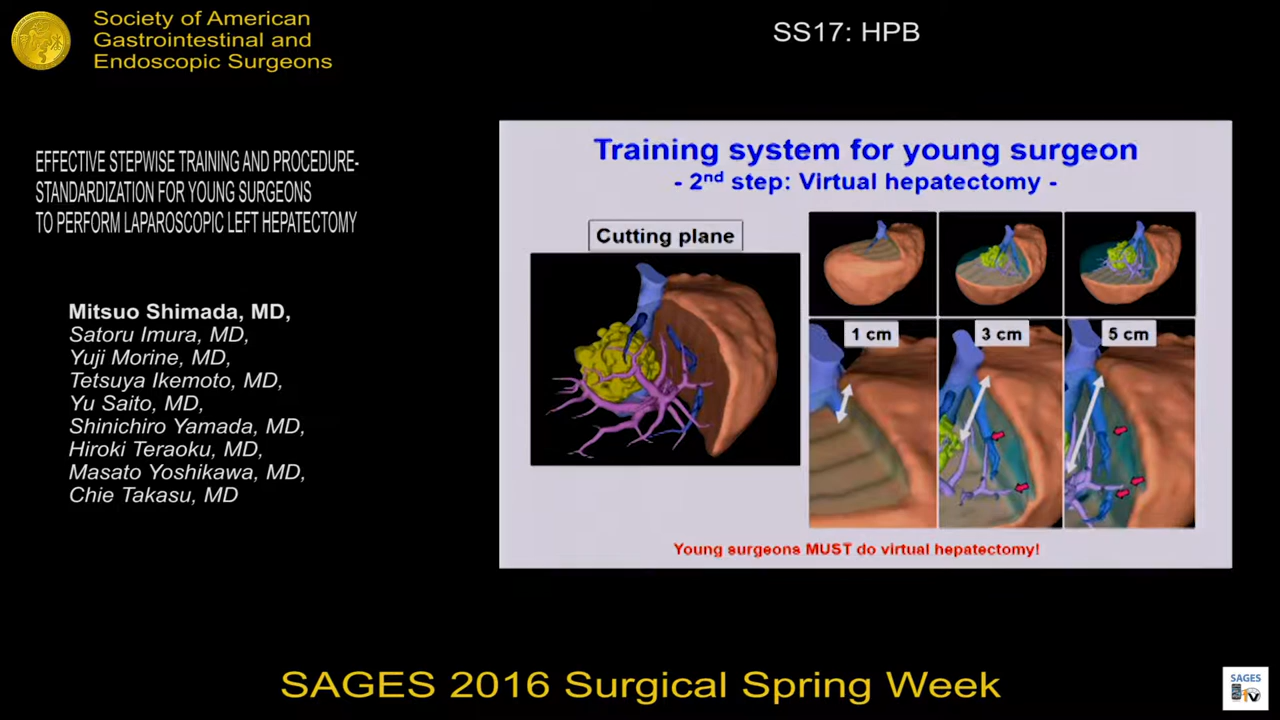 Society of American
Gastrointestinal and
Endoscopic Surgeons
SS17: HPB
EFFECTIVE STEPWISE TRAINING AND PROCEDURE-
STANDARDIZATION FOR YOUNG SURGEONS
TO PERFORM LAPAROSCOPIC LEFT HEPATECTOMY
Mitsuo Shimada, MD,
Satoru Imura, MD,
Yuji Morine, MD,
Tetsuya Ikemoto, MD,
Yu Saito, MD,
Shinichiro Yamada, MD,
Hiroki Teraoku, MD,
Masato Yoshikawa, MD,
Chie Takasu, MD
Training system for young surgeon
- 2nd step: Virtual hepatectomy -
Cutting plane
1 cm
3 cm
5 cm
Young surgeons MUST do virtual hepatectomy!
SAGES 2016 Surgical Spring Week
SAGES
TV